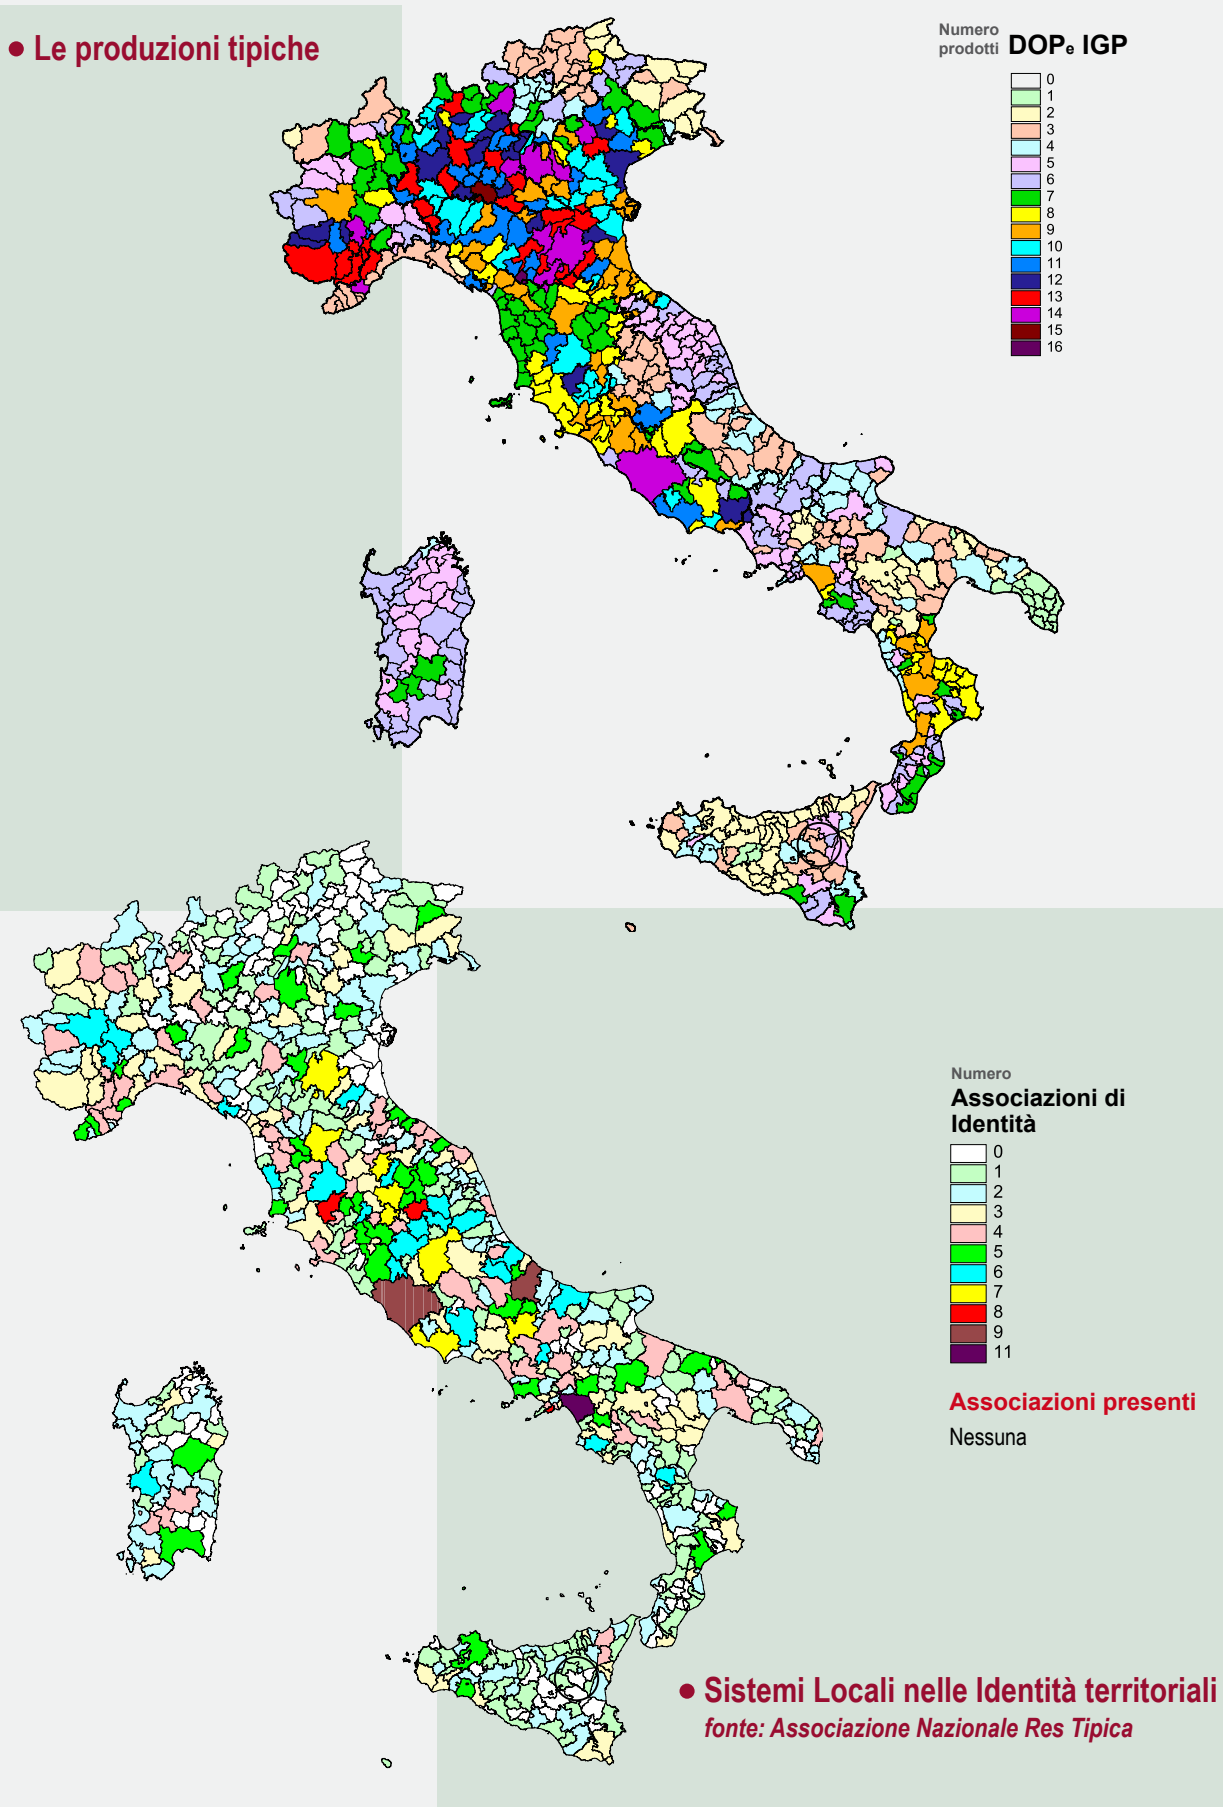 • Le produzioni tipiche
Numero
prodotti DOP e IGP
0
1
2
3
4
5
6
7
8
9
10
11
12
13
14
15
16
Numero
Associazioni di
Identità
0
1
2
3
4
5
6
7
8
9
11
Associazioni presenti
Nessuna
• Sistemi Locali nelle Identità territoriali
fonte: Associazione Nazionale Res Tipica